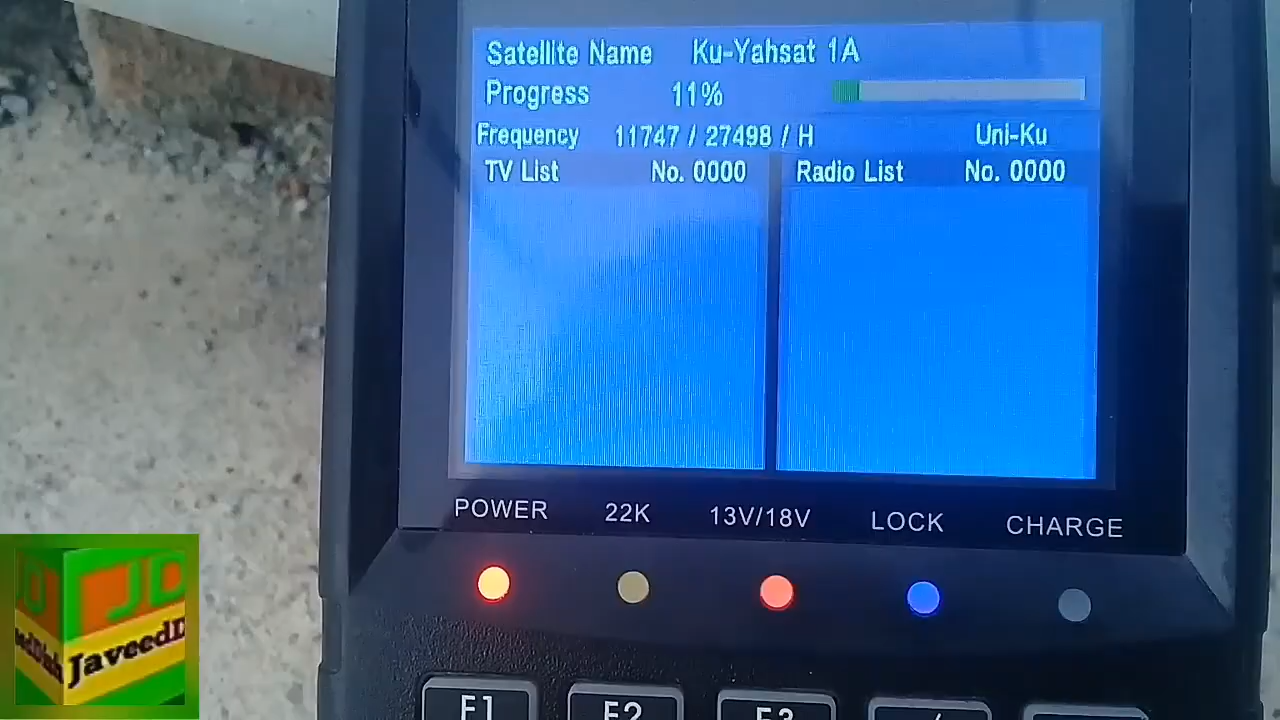 Satellite Name Ku-Yahsat 1A
Progress 11%
Frequency 11747 / 27498 / H Uni-Ku
TV List No. 0000 Radio List No. 0000
POWER 22K 13V/18V LOCK CHARGE
JD
JaveedD
F1 F2 F3